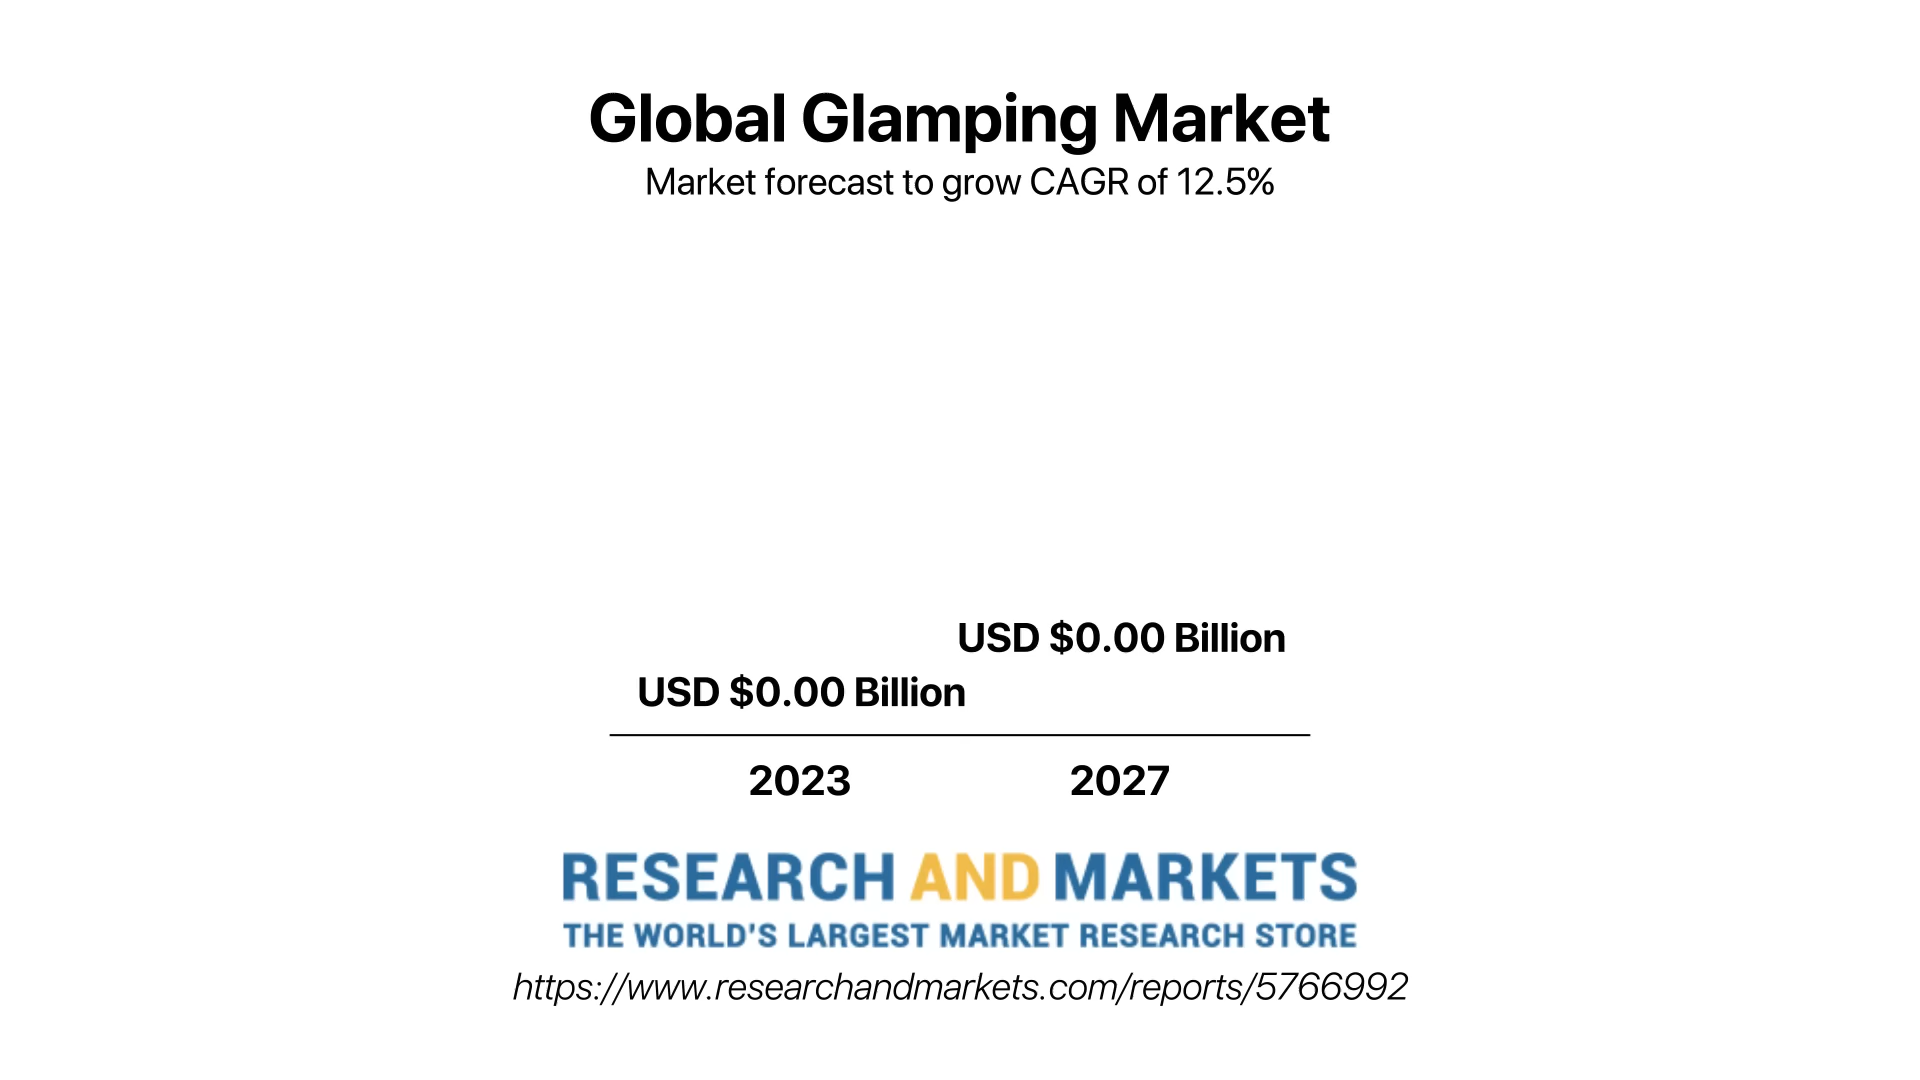 Global Glamping Market
Market forecast to grow CAGR of 12.5%
USD $0.00 Billion
USD $0.00 Billion
2023 2027
RESEARCH AND MARKETS
THE WORLD'S LARGEST MARKET RESEARCH STORE
https://www.researchandmarkets.com/reports/5766992